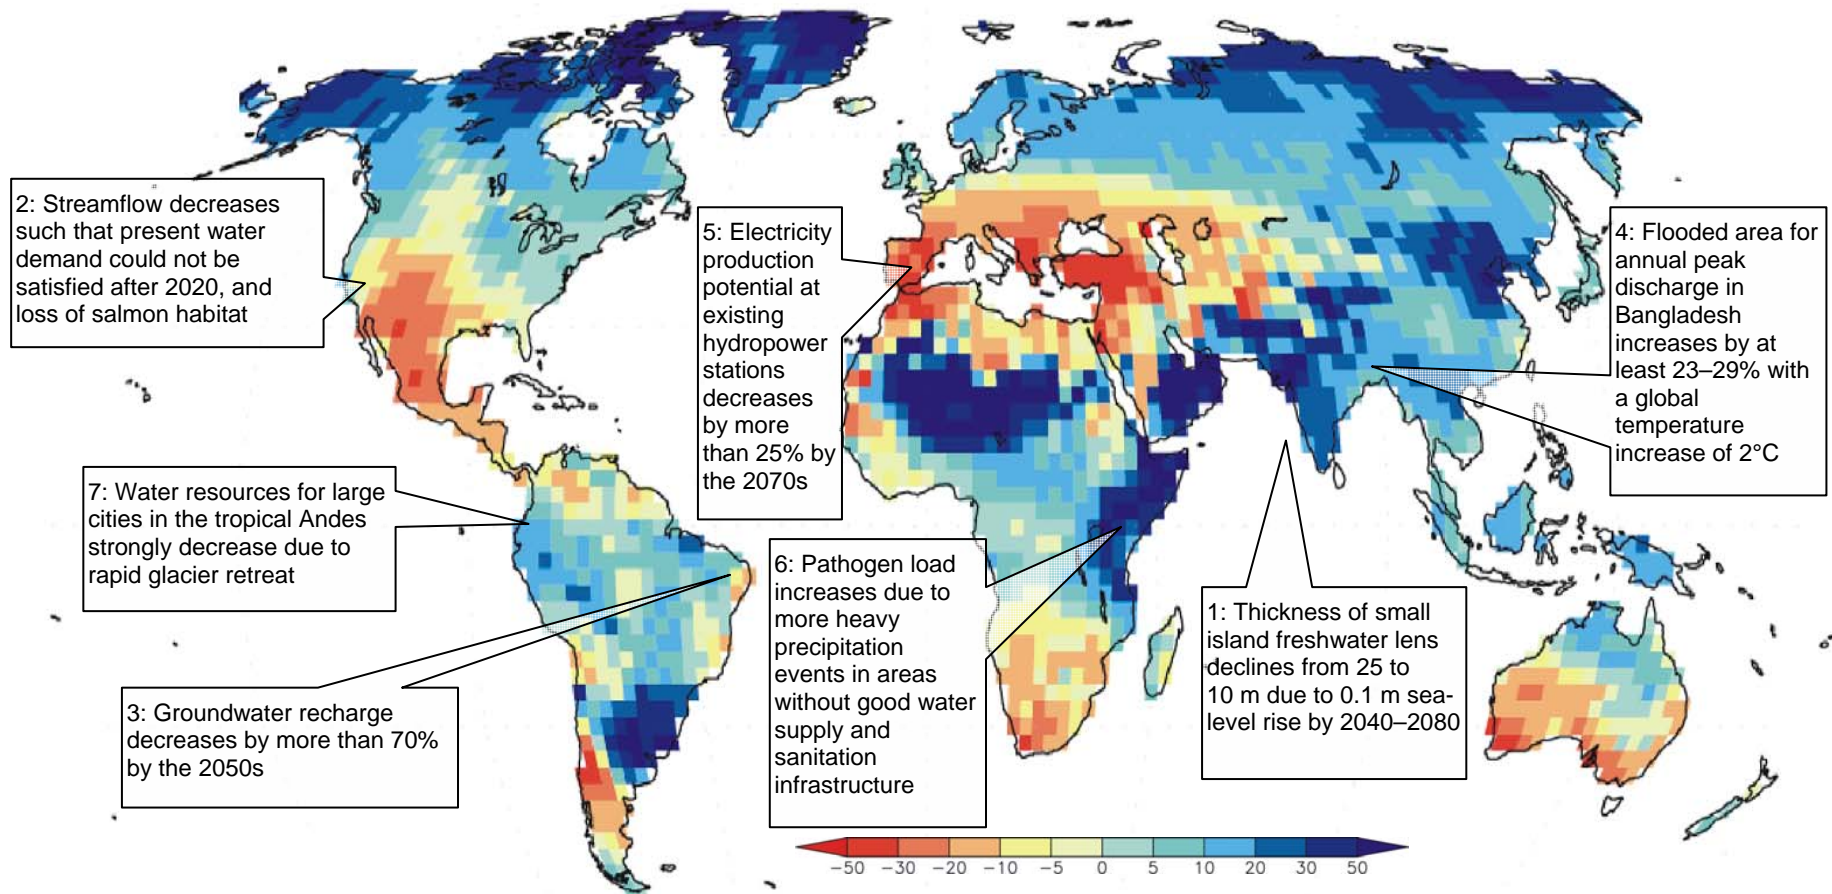 2: Streamflow decreases
such that present water
demand could not be
satisfied after 2020, and
loss of salmon habitat
5: Electricity
production
potential at
existing
hydropower
stations
decreases
by more
than 25% by
the 2070s
4: Flooded area for
annual peak
discharge in
Bangladesh
increases by at
least 23–29% with
a global
temperature
increase of 2°C
7: Water resources for large
cities in the tropical Andes
strongly decrease due to
rapid glacier retreat
6: Pathogen load
increases due to
more heavy
precipitation
events in areas
without good water
supply and
sanitation
infrastructure
1: Thickness of small
island freshwater lens
declines from 25 to
10 m due to 0.1 m sea-
level rise by 2040–2080
3: Groundwater recharge
decreases by more than 70%
by the 2050s
−50 −30 −20 −10 −5 0 5 10 20 30 50